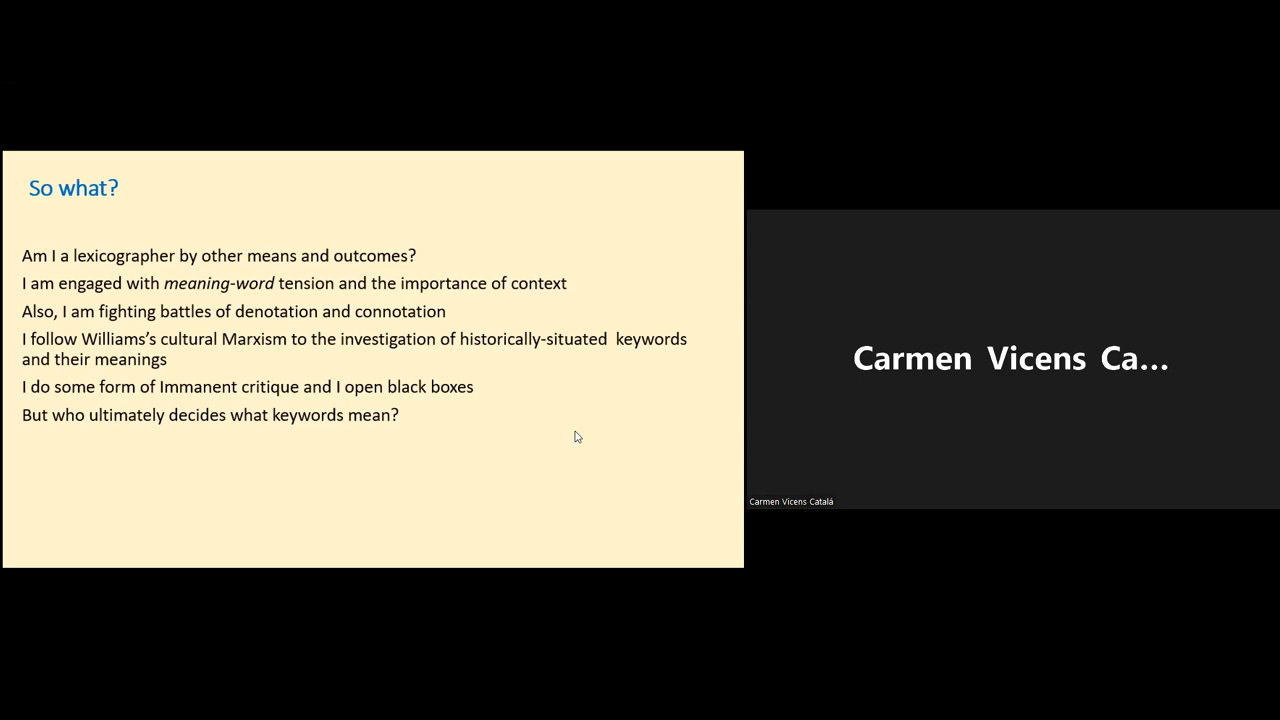 So what?
Am I a lexicographer by other means and outcomes?
I am engaged with meaning-word tension and the importance of context
Also, I am fighting battles of denotation and connotation
I follow Williams’s cultural Marxism to the investigation of historically-situated  keywords
and their meanings
I do some form of Immanent critique and I open black boxes
But who ultimately decides what keywords mean?
Carmen Vicens Ca...
Carmen Vicens Catalá